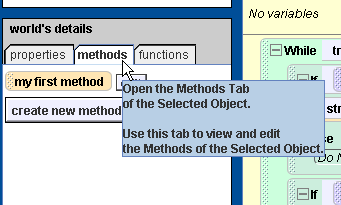 No variables
world's details
properties
methods
functions
While
tr
If
my first method
Open the Methods Tab
of the Selected Object.
create new method
str
Use this tab to view and edit
the Methods of the Selected Object.
se
(Do N
If